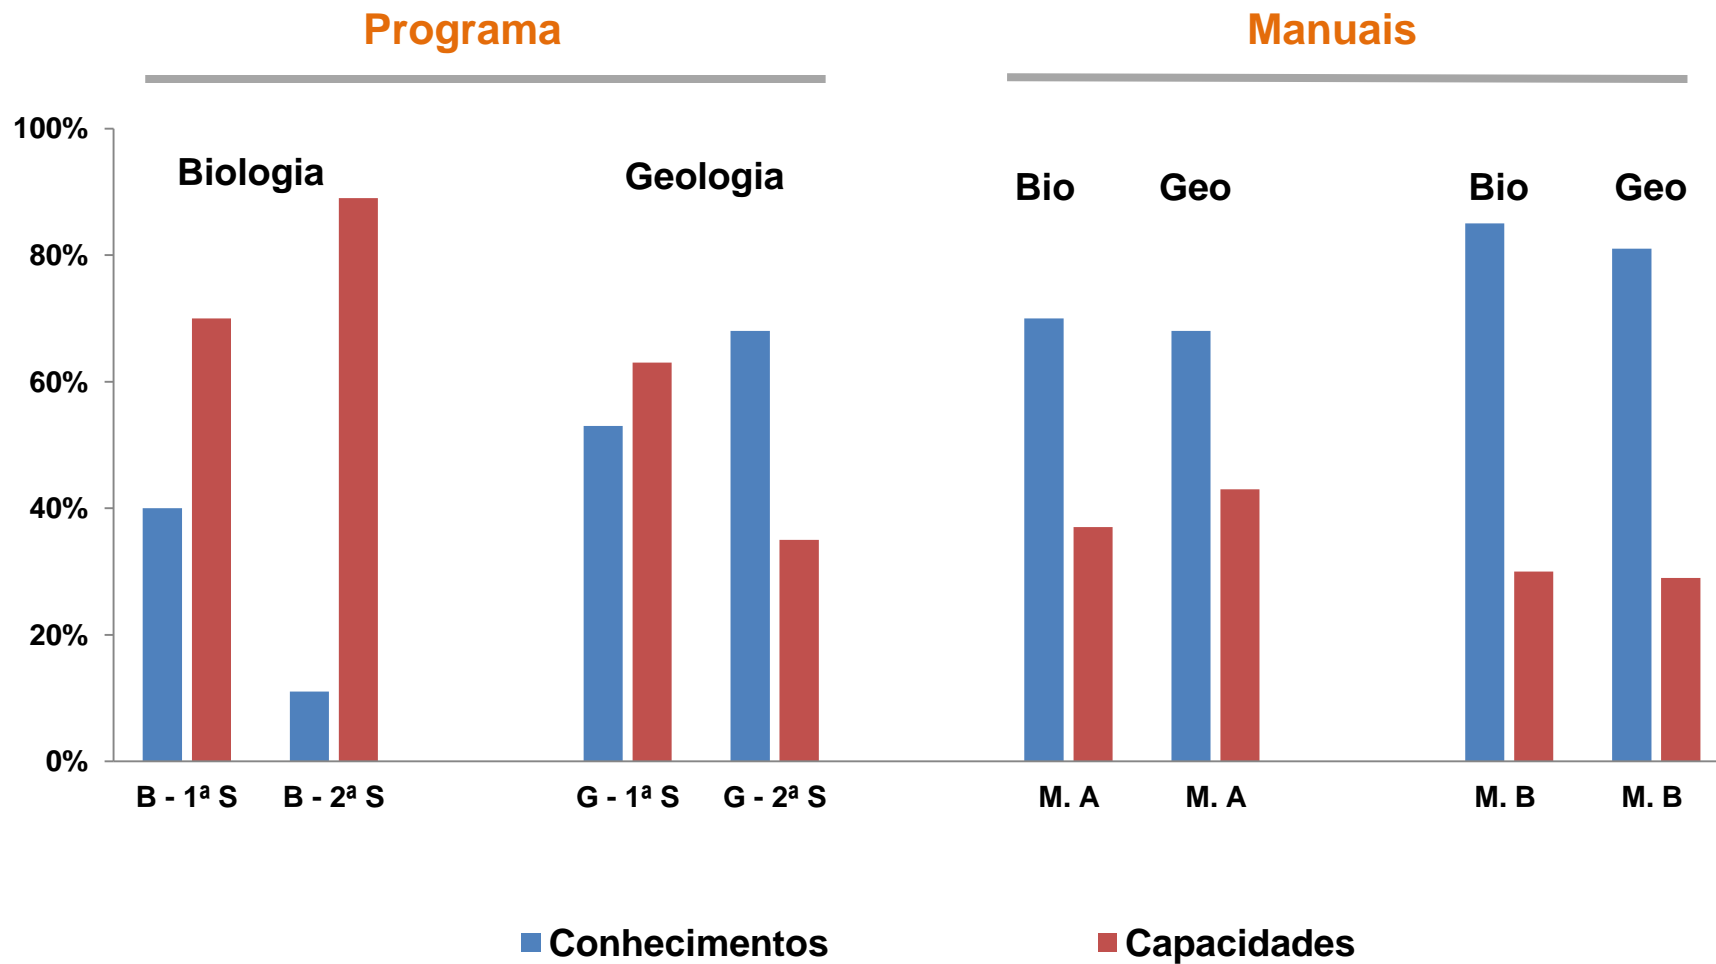 Programa
Manuais
100%
80%
60%
40%
20%
0%
Biologia
Geologia
Bio
Geo
Bio
Geo
B - 1ª S
B - 2ª S
G - 1ª S
G - 2ª S
M. A
M. A
M. B
M. B
Conhecimentos
Capacidades